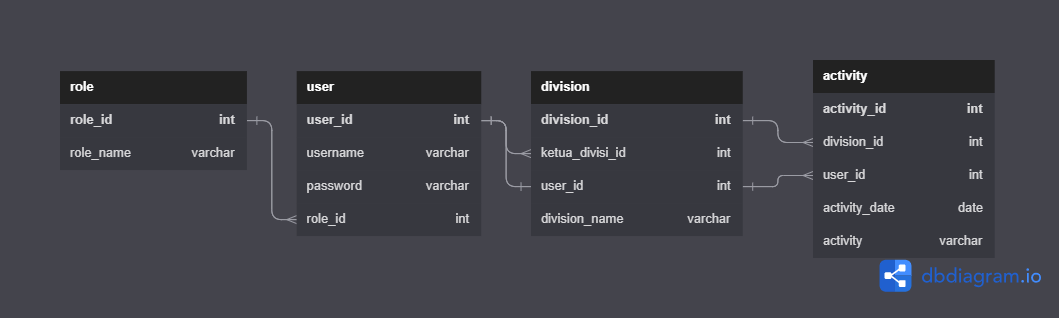 role
role_id int
role_name varchar
user
user_id int
username varchar
password varchar
role_id int
division
division_id int
ketua_divisi_id int
user_id int
division_name varchar
activity
activity_id int
division_id int
user_id int
activity_date date
activity varchar
dbdiagram.io